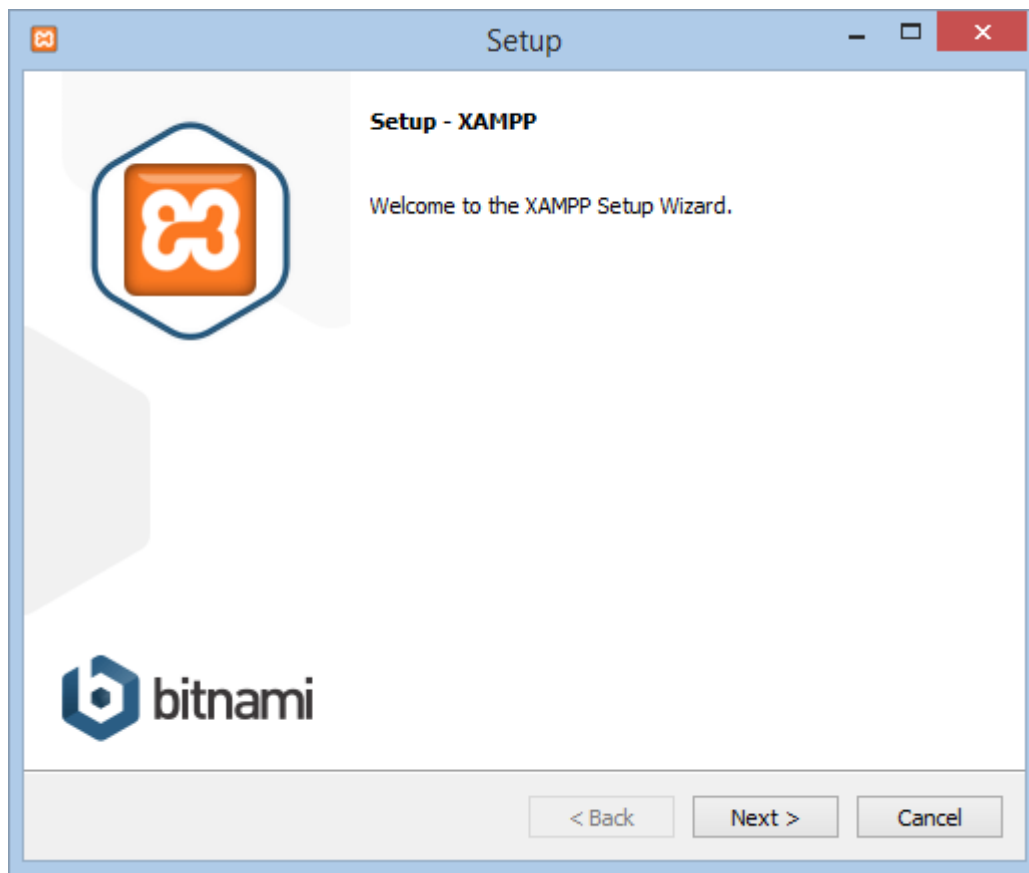 Setup
Setup - XAMPP
Welcome to the XAMPP Setup Wizard.
bitnami
< Back
Next >
Cancel